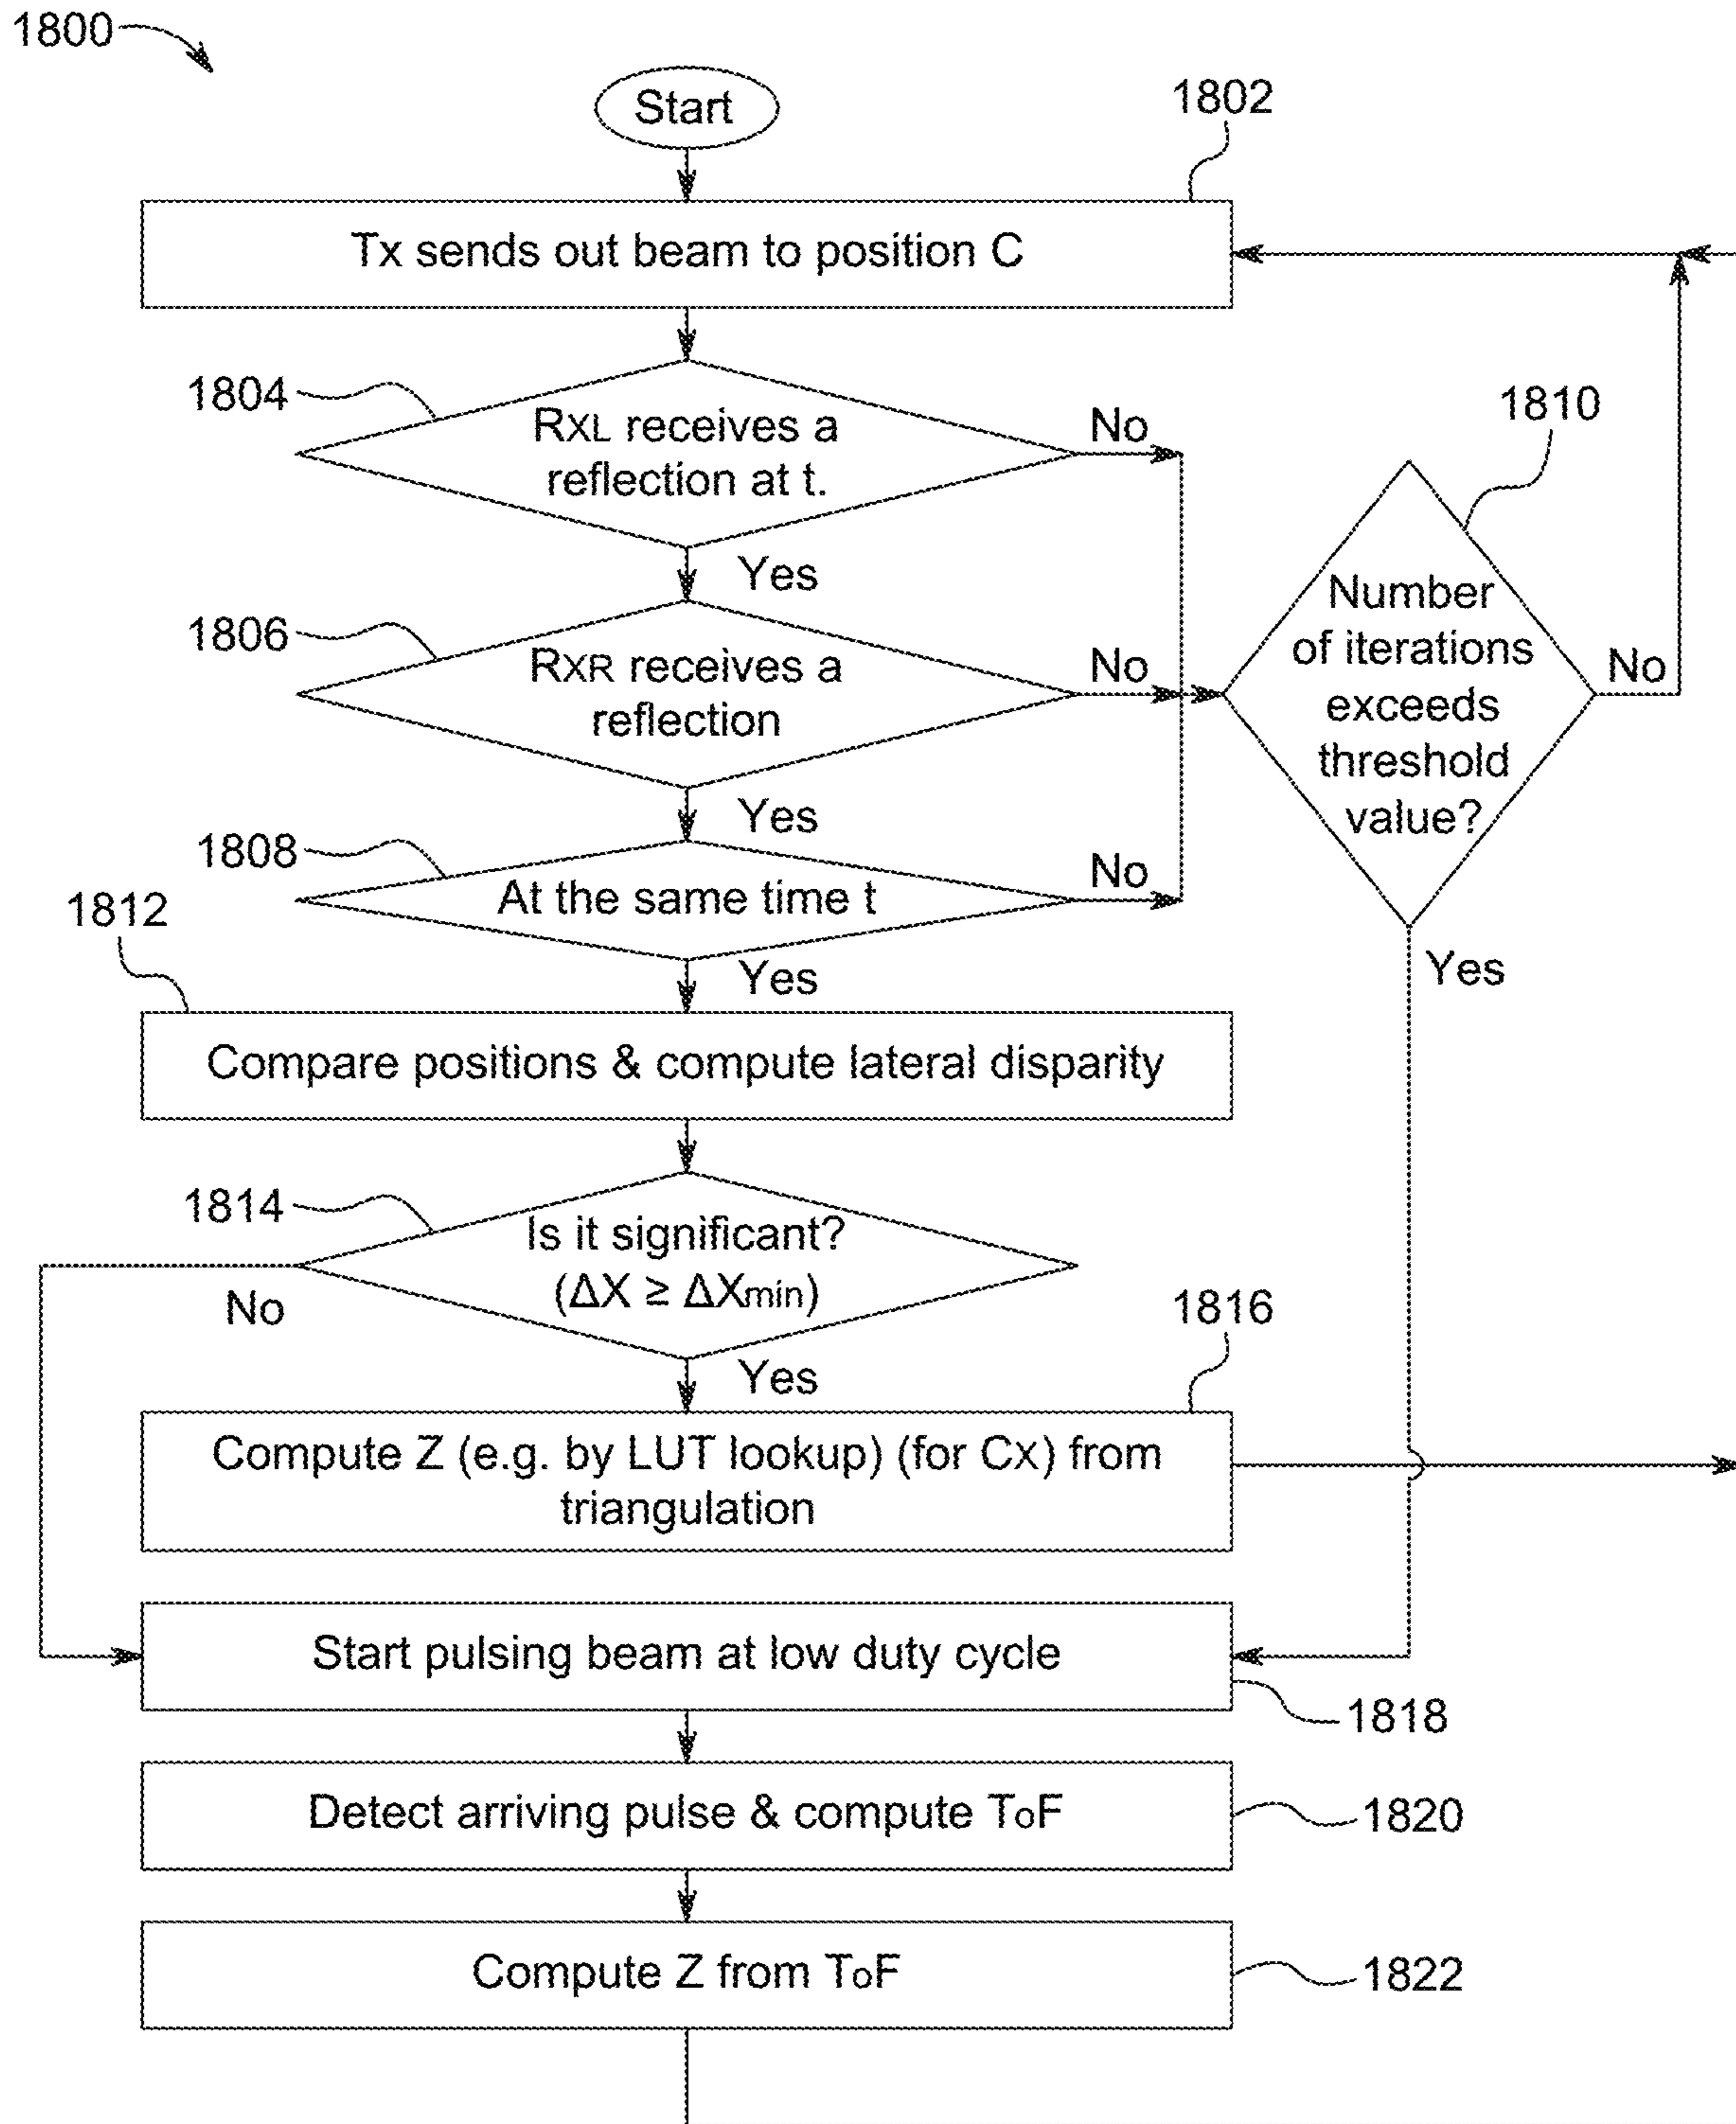 1800
Start
1802
Tx sends out beam to position C
1804
RXL receives a
reflection at t.
No
1810
Yes
Number
of iterations
exceeds
threshold
value?
No
1806
RXR receives a
reflection
No
Yes
1808
At the same time t
No
1812
Yes
Yes
Compare positions & compute lateral disparity
1814
Is it significant?
(ΔX ≥ ΔXmin)
No
1816
Yes
Compute Z (e.g. by LUT lookup) (for CX) from
triangulation
Start pulsing beam at low duty cycle
1818
Detect arriving pulse & compute ToF
1820
Compute Z from ToF
1822